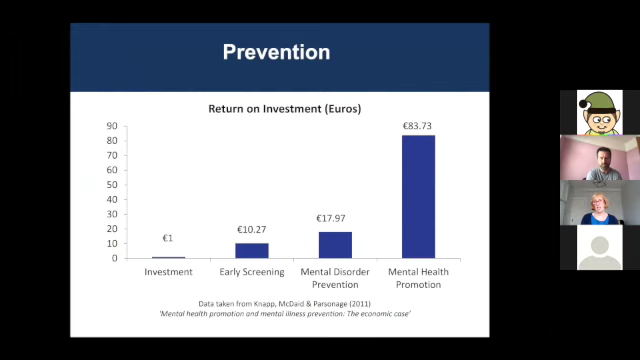 Prevention
Return on Investment (Euros)
90
80
70
60
50
40
30
20
10
0
€1
€10.27
€17.97
€83.73
Investment
Early Screening
Mental Disorder
Prevention
Mental Health
Promotion
Data taken from Knapp, McDaid & Parsonage (2011)
'Mental health promotion and mental illness prevention: The economic case'